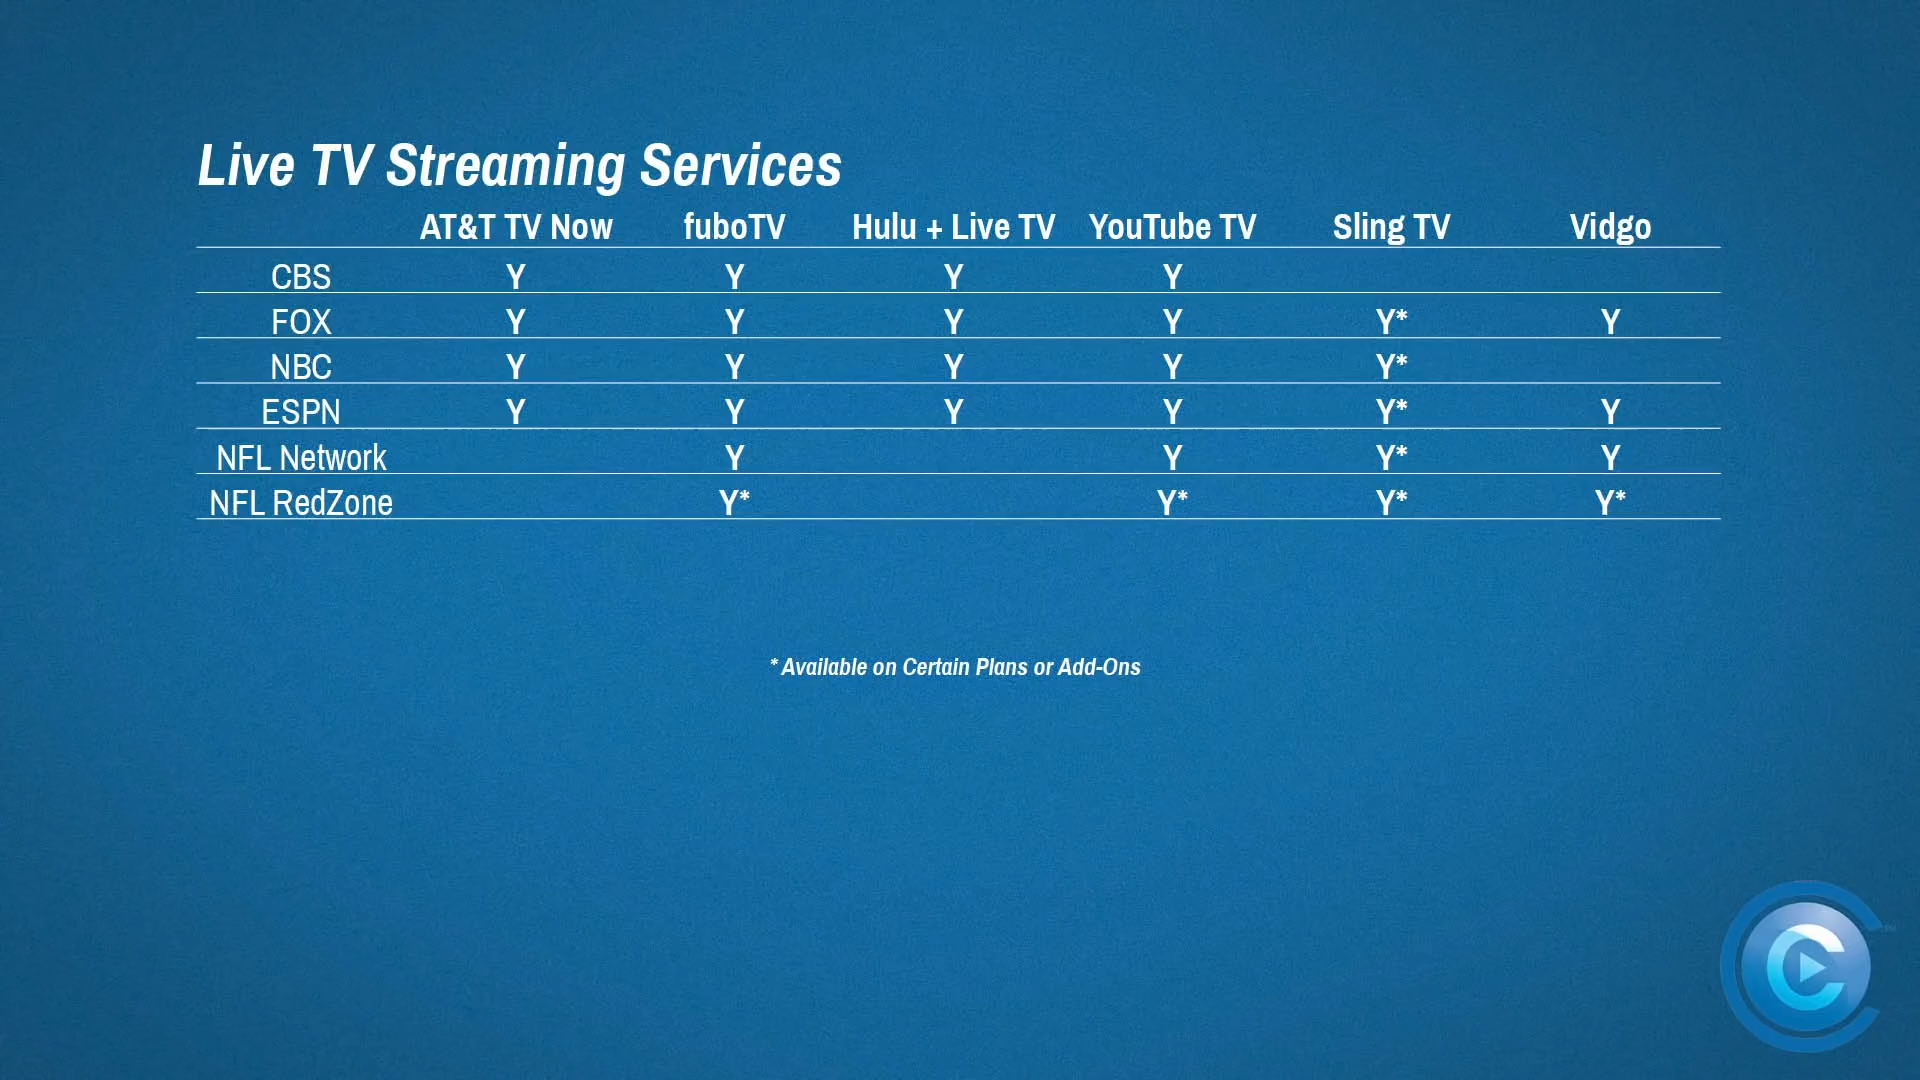 Live TV Streaming Services
AT&T TV Now fuboTV Hulu + Live TV YouTube TV Sling TV Vidgo
CBS Y Y Y Y
FOX Y Y Y Y Y* Y
NBC Y Y Y Y Y*
ESPN Y Y Y Y Y* Y
NFL Network Y Y Y* Y
NFL RedZone Y* Y* Y* Y*
* Available on Certain Plans or Add-Ons